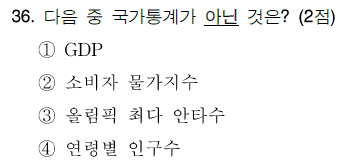 36. 다음 중 국가통계가 아닌 것은? (2점)
① GDP
② 소비자 물가지수
③ 올림픽 최다 안타수
④ 연령별 인구수